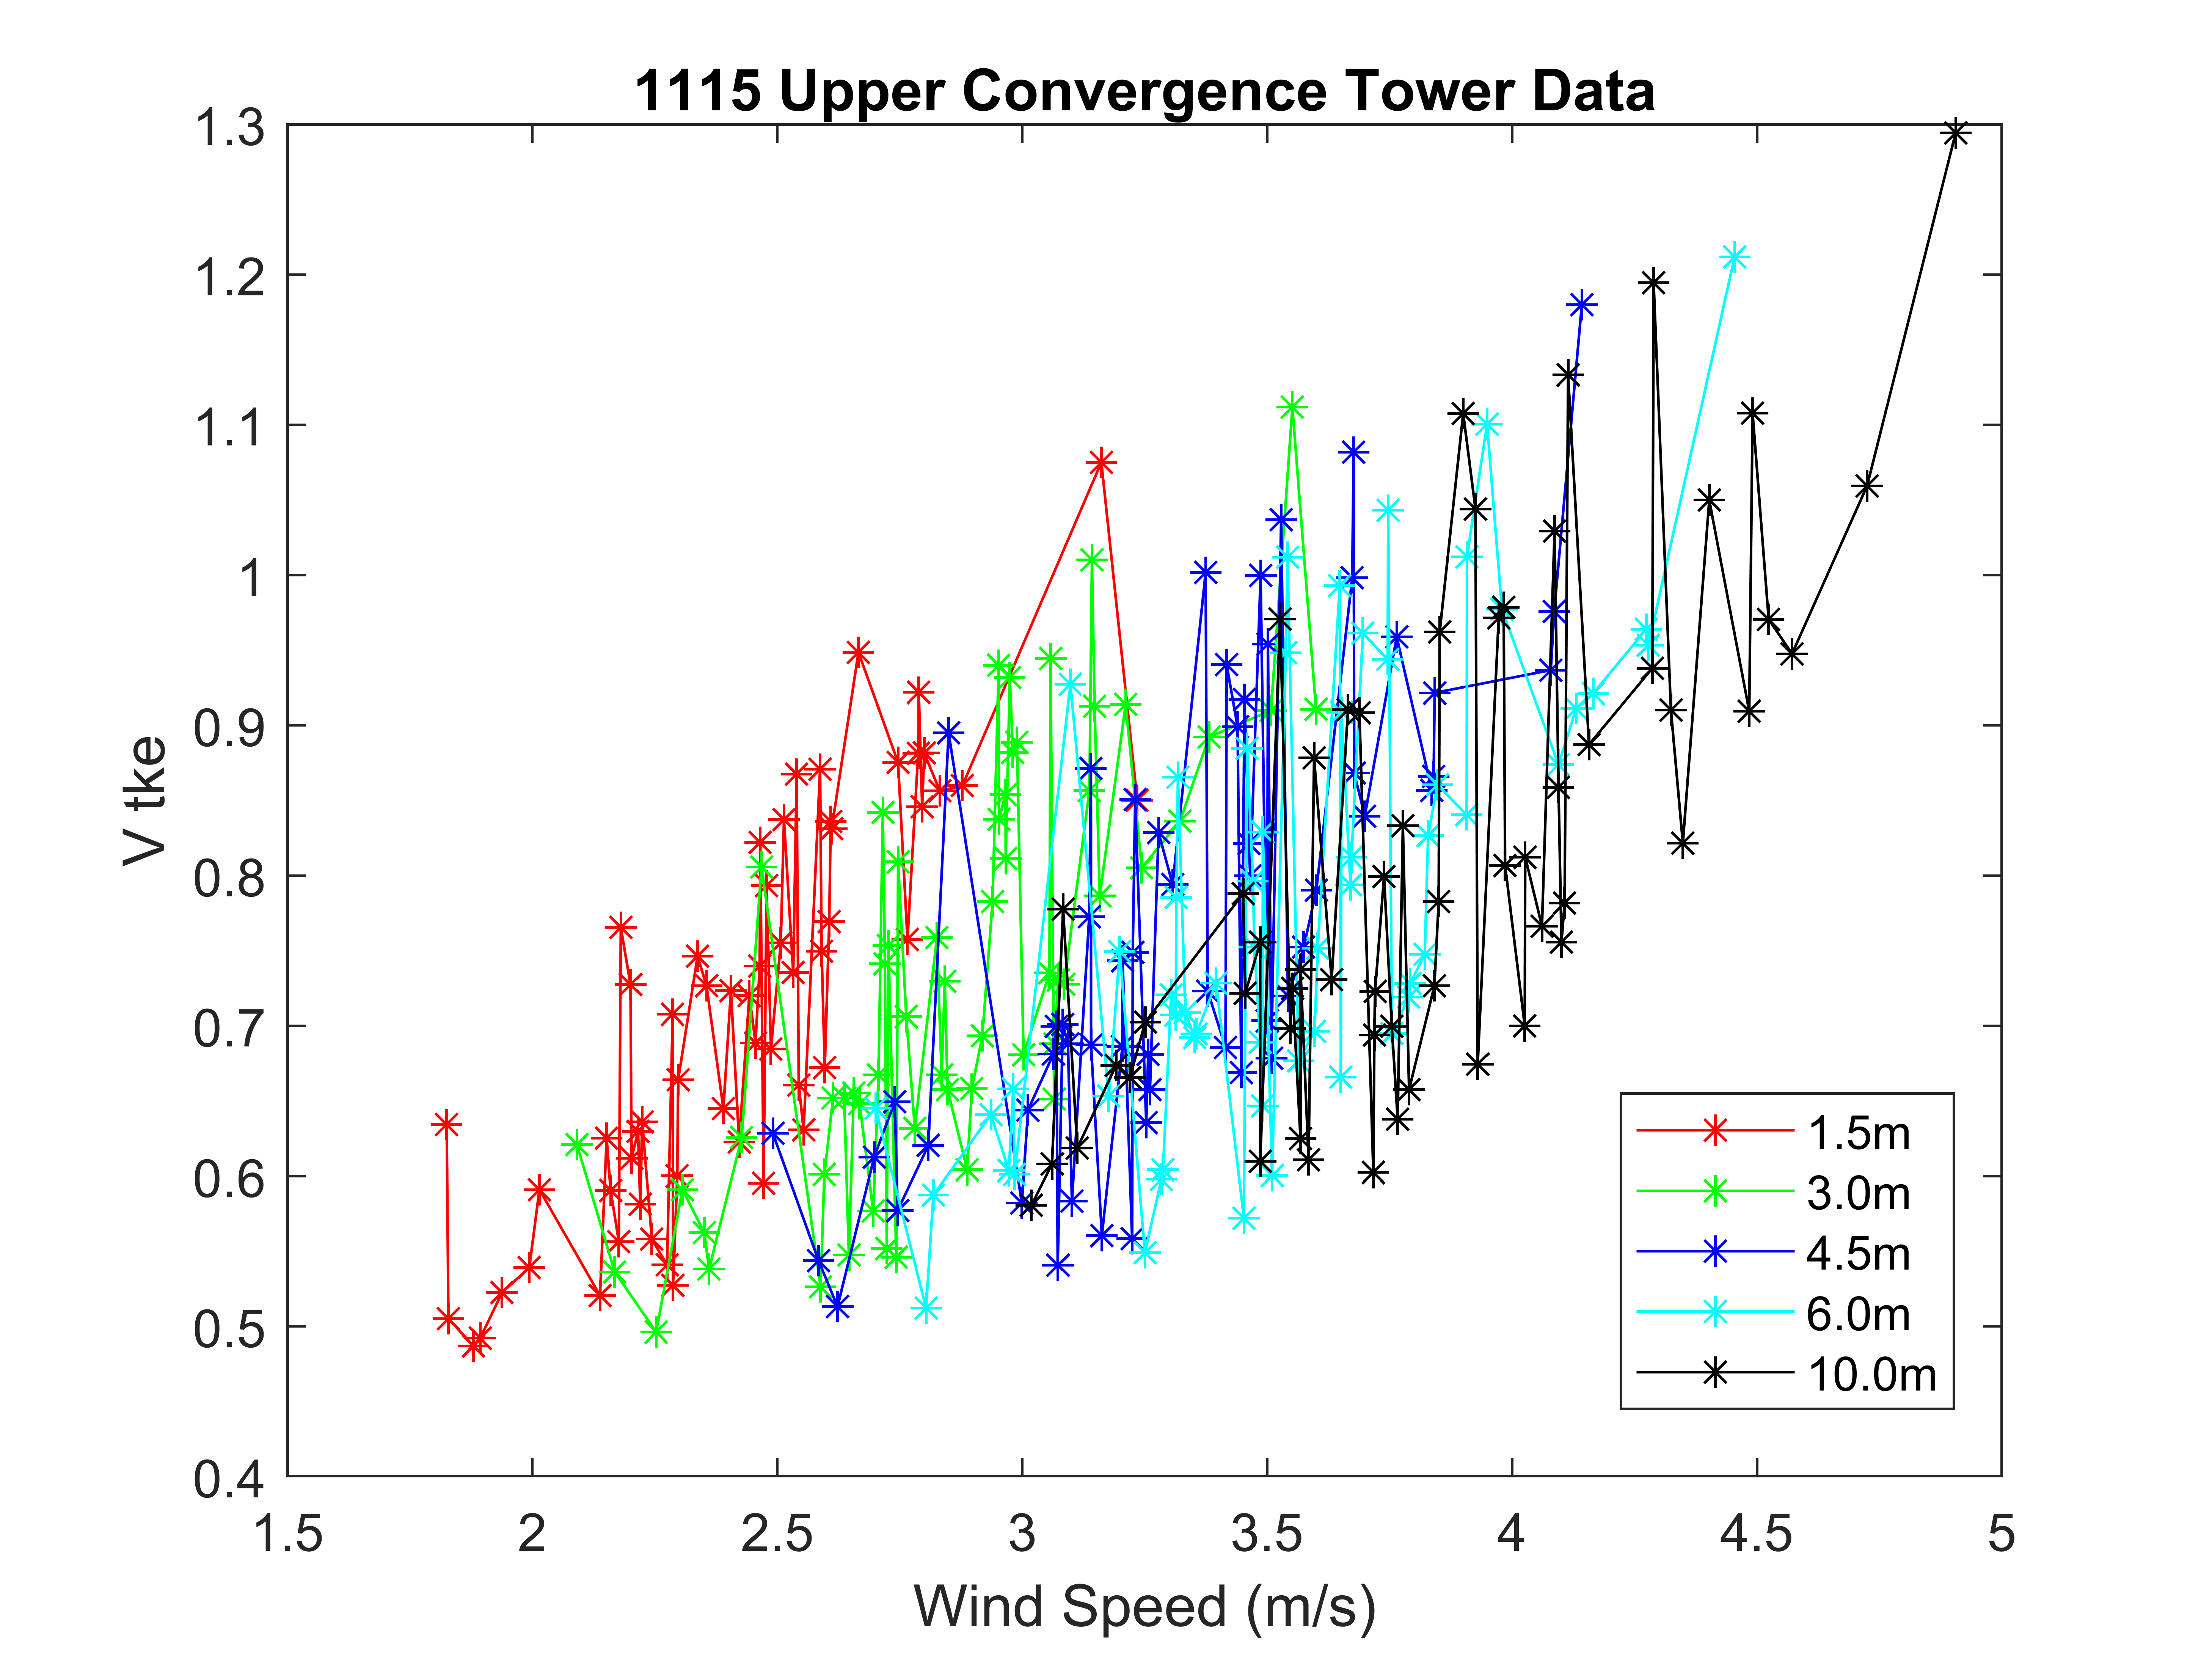 1115 Upper Convergence Tower Data
1.3
1.2
1.1
1
0.9
0.8
0.7
0.6
0.5
0.4
V tke
1.5m
3.0m
4.5m
6.0m
10.0m
1.5 2 2.5 3 3.5 4 4.5 5
Wind Speed (m/s)